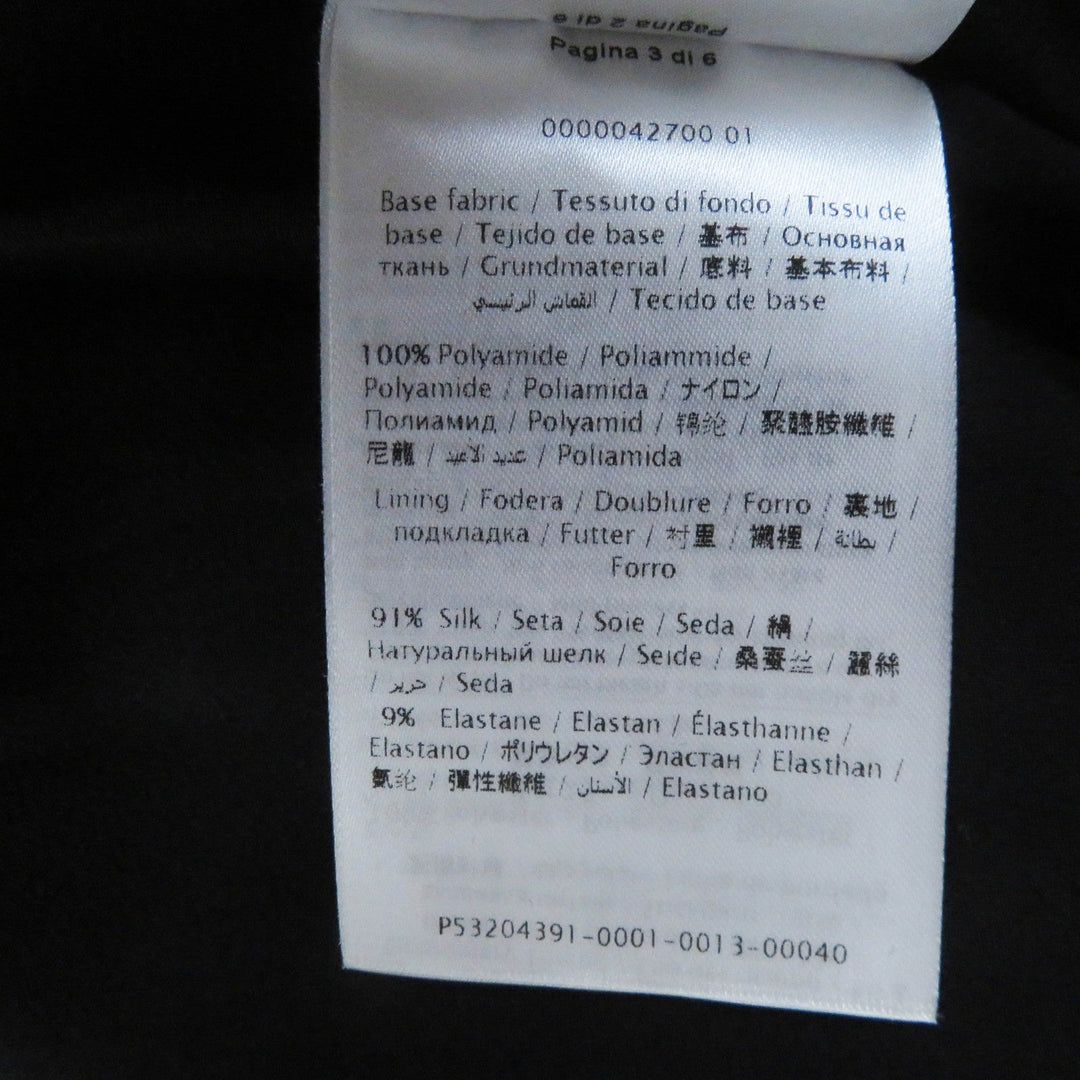 Pagina 2 di 6
Pagina 3 di 6
0000042700 01
Base fabric / Tessuto di fondo / Tissu de
base / Tejido de base / 基布 / Основная
ткань / Grundmaterial / 底料 / 基本布料 /
القماش الرئيسي / Tecido de base
100% Polyamide / Poliammide /
Polyamide / Poliamida / ナイロン /
Полиамид / Polyamid / 锦纶 / 聚醯胺纖維 /
尼龍 / عديد الأميد / Poliamida
Lining / Fodera / Doublure / Forro / 裏地 /
подкладка / Futter / 衬里 / 襯裡 / بطانة /
Forro
91% Silk / Seta / Soie / Seda / 絹 /
Натуральный шелк / Seide / 桑蚕丝 / 蠶絲
/ حرير / Seda
9% Elastane / Elastan / Élasthanne /
Elastano / ポリウレタン / Эластан / Elasthan /
氨纶 / 彈性纖維 / الأستان / Elastano
P53204391-0001-0013-00040